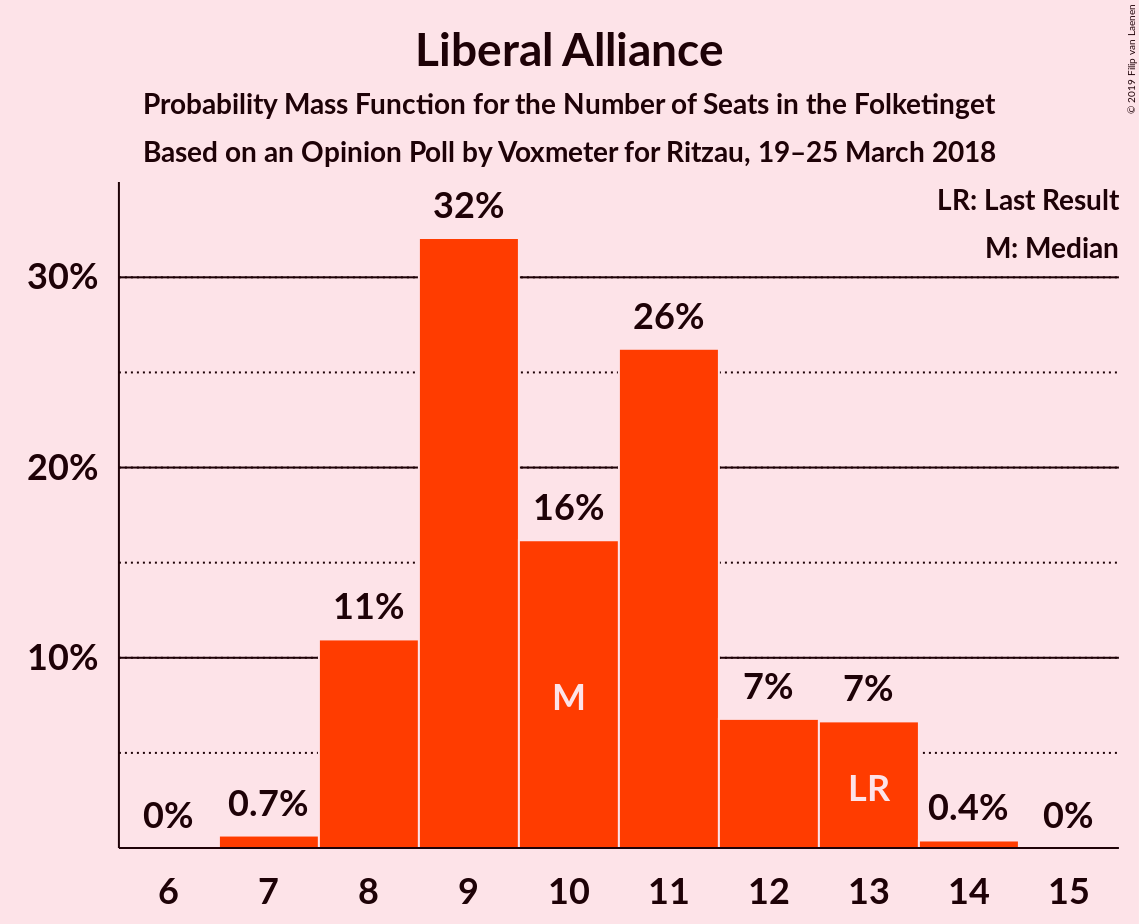 Liberal Alliance
Probability Mass Function for the Number of Seats in the Folketinget
Based on an Opinion Poll by Voxmeter for Ritzau, 19–25 March 2018
© 2019 Filip van Laenen
LR: Last Result
M: Median
32%
30%
26%
20%
16%
11%
10%
M
7%
7%
LR
0%
0.7%
0.4%
0%
6 7 8 9 10 11 12 13 14 15